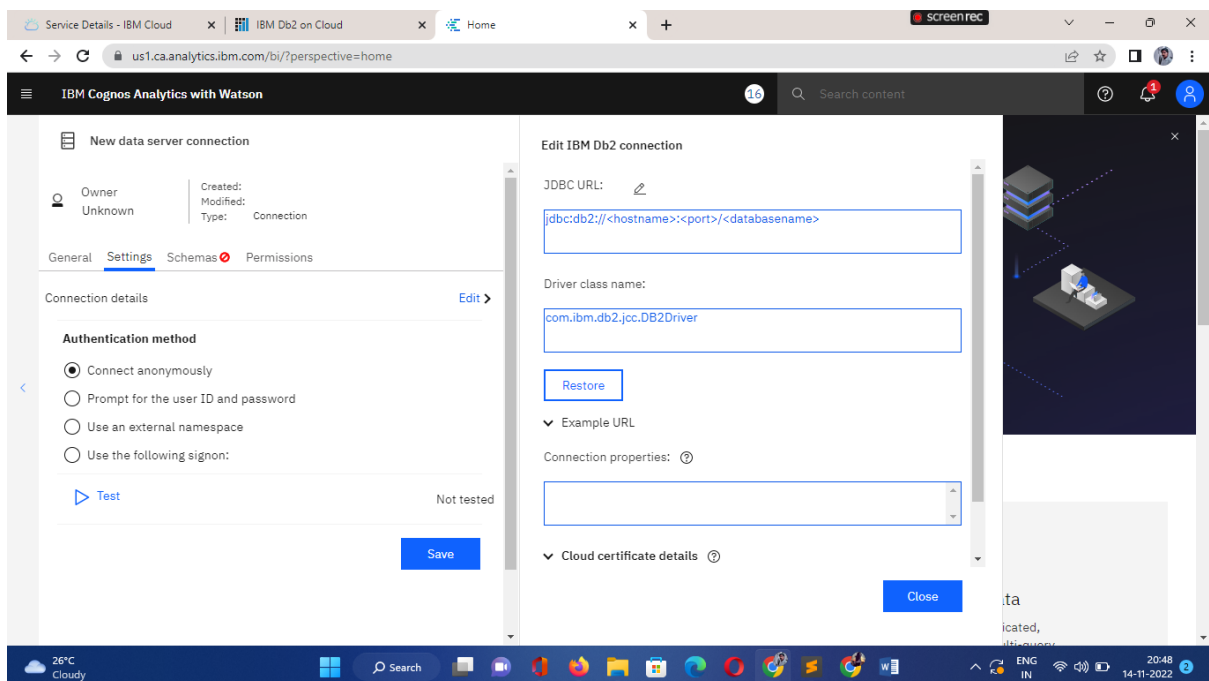 Service Details - IBM Cloud
IBM Db2 on Cloud
Home
screenrec
us1.ca.analytics.ibm.com/bi/?perspective=home
IBM Cognos Analytics with Watson
16
Search content
1
New data server connection
Owner
Unknown
Created:
Modified:
Type: Connection
General Settings Schemas Permissions
Connection details
Edit
Authentication method
Connect anonymously
Prompt for the user ID and password
Use an external namespace
Use the following signon:
Test
Not tested
Save
Edit IBM Db2 connection
JDBC URL:
jdbc:db2://<hostname>:<port>/<databasename>
Driver class name:
com.ibm.db2.jcc.DB2Driver
Restore
Example URL
Connection properties:
Cloud certificate details
Close
ta
icated,
26°C
Cloudy
Search
ENG
IN
20:48
14-11-2022
2